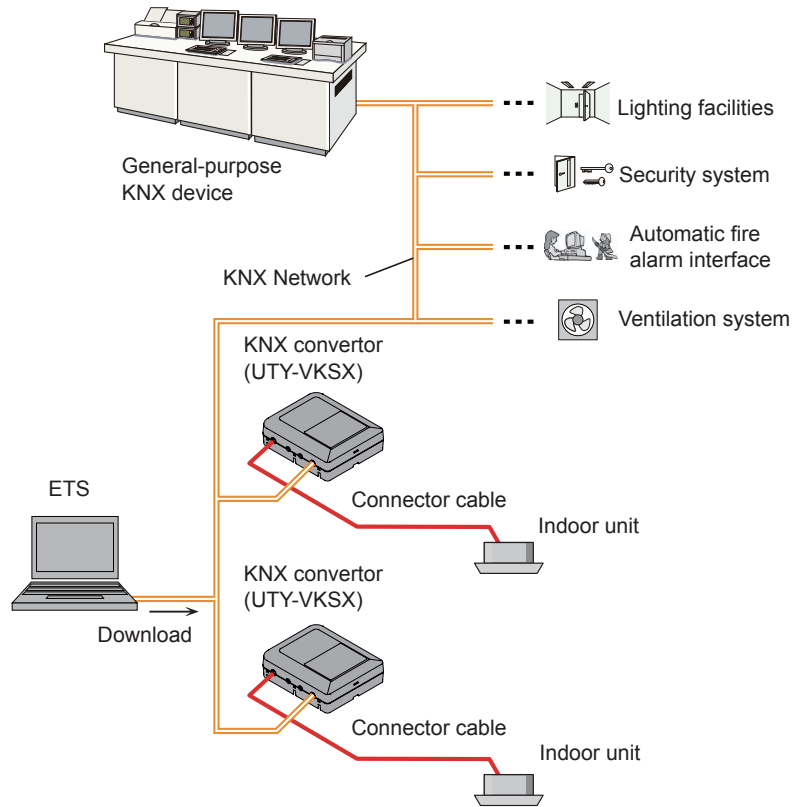 General-purpose
KNX device
Lighting facilities
Security system
Automatic fire
alarm interface
KNX Network
Ventilation system
KNX convertor
(UTY-VKSX)
ETS
Connector cable
Indoor unit
KNX convertor
(UTY-VKSX)
Download
Connector cable
Indoor unit